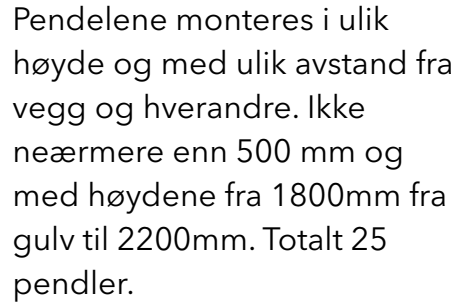 Pendelene monteres i ulik
høyde og med ulik avstand fra
vegg og hverandre. Ikke
neærmere enn 500 mm og
med høydene fra 1800mm fra
gulv til 2200mm. Totalt 25
pendler.